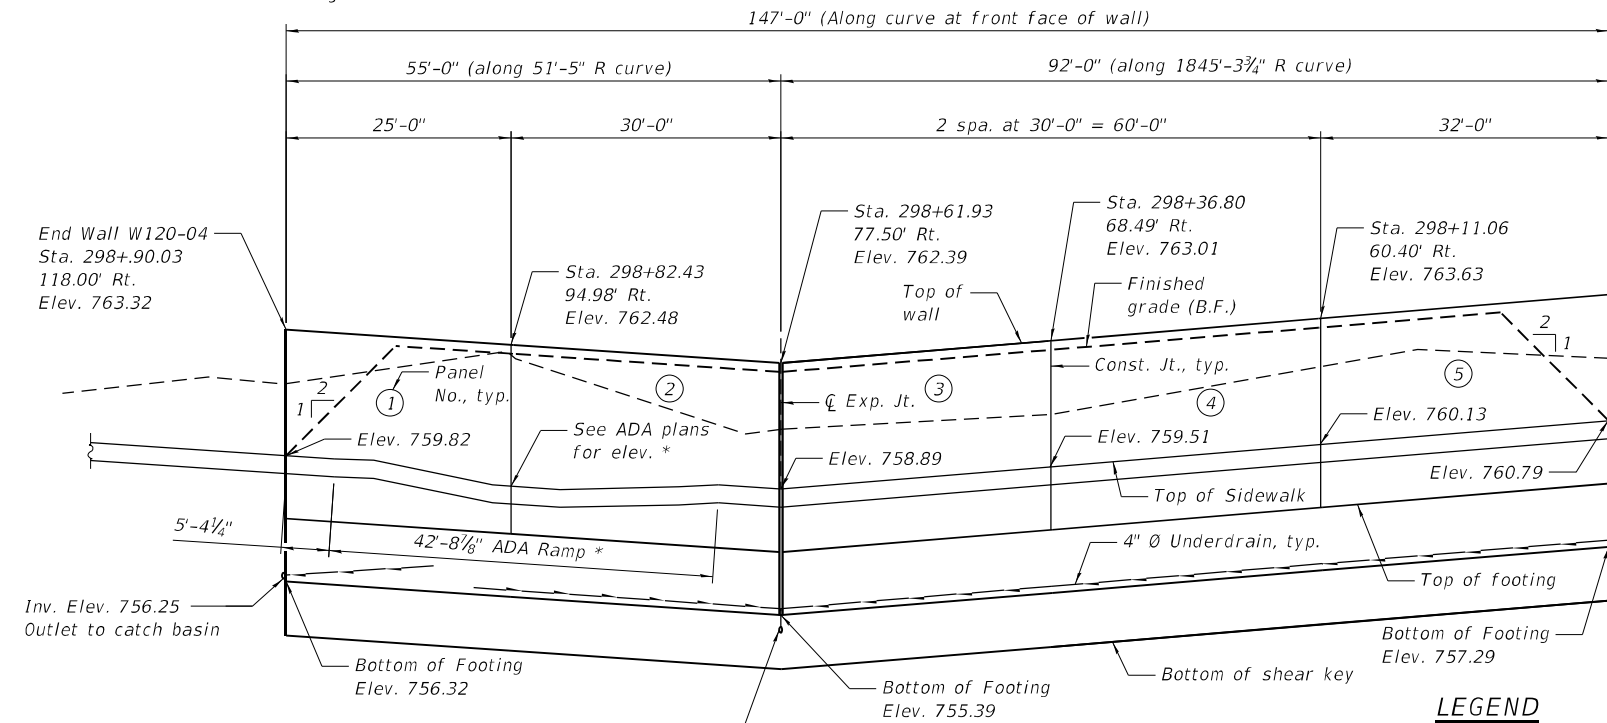 147'-0" (Along curve at front face of wall)
55'-0" (along 51'-5" R curve)
92'-0" (along 1845'-3¾" R curve)
25'-0"
30'-0"
2 spa. at 30'-0" = 60'-0"
32'-0"
End Wall W120-04
Sta. 298+.90.03
118.00' Rt.
Elev. 763.32
Sta. 298+82.43
94.98' Rt.
Elev. 762.48
Sta. 298+61.93
77.50' Rt.
Elev. 762.39
Sta. 298+36.80
68.49' Rt.
Elev. 763.01
Sta. 298+11.06
60.40' Rt.
Elev. 763.63
Top of
wall
Finished
grade (B.F.)
2
1
Panel
No., typ.
1
2
3
4
5
Const. Jt., typ.
℄ Exp. Jt.
2
1
Elev. 759.82
See ADA plans
for elev. *
Elev. 758.89
Elev. 759.51
Elev. 760.13
Elev. 760.79
Top of Sidewalk
5'-4¼"
42'-8⅞" ADA Ramp *
4" Ø Underdrain, typ.
Top of footing
Inv. Elev. 756.25
Outlet to catch basin
Bottom of Footing
Elev. 756.32
Bottom of Footing
Elev. 755.39
Bottom of shear key
Bottom of Footing
Elev. 757.29
LEGEND